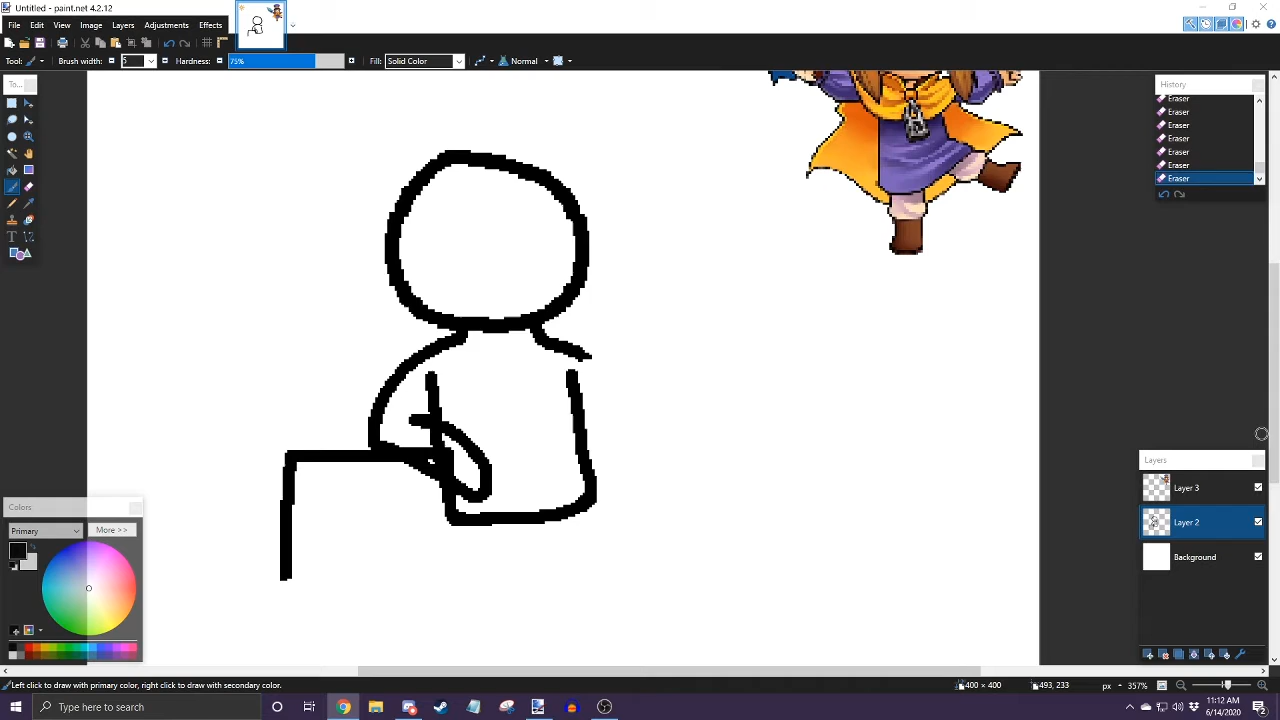 Untitled - paint.net 4.2.12
File Edit View Image Layers Adjustments Effects
Tool: Brush width: 5 Hardness: 75% Fill: Solid Color Normal
To...
History
Eraser
Eraser
Eraser
Eraser
Eraser
Eraser
Eraser
Layers
Layer 3
Layer 2
Background
Colors
Primary More >>
Left click to draw with primary color, right click to draw with secondary color. 400 × 400 493, 233 px 357%
Type here to search
11:12 AM
6/14/2020